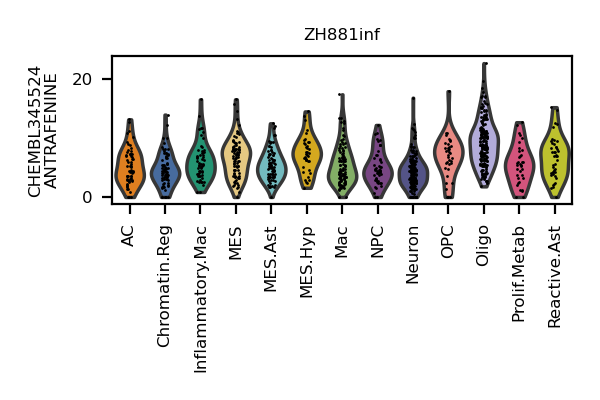 ZH881inf
CHEMBL345524
ANTRAFENINE
20
0
AC
Chromatin.Reg
Inflammatory.Mac
MES
MES.Ast
MES.Hyp
Mac
NPC
Neuron
OPC
Oligo
Prolif.Metab
Reactive.Ast